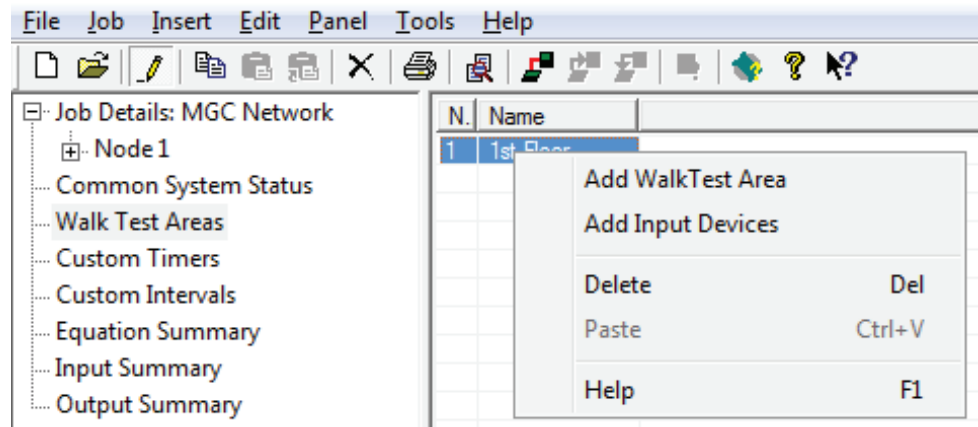 File Job Insert Edit Panel Tools Help
Job Details: MGC Network
Node 1
Common System Status
Walk Test Areas
Custom Timers
Custom Intervals
Equation Summary
Input Summary
Output Summary
N. Name
1 1st Floor
Add WalkTest Area
Add Input Devices
Delete Del
Paste Ctrl+V
Help F1